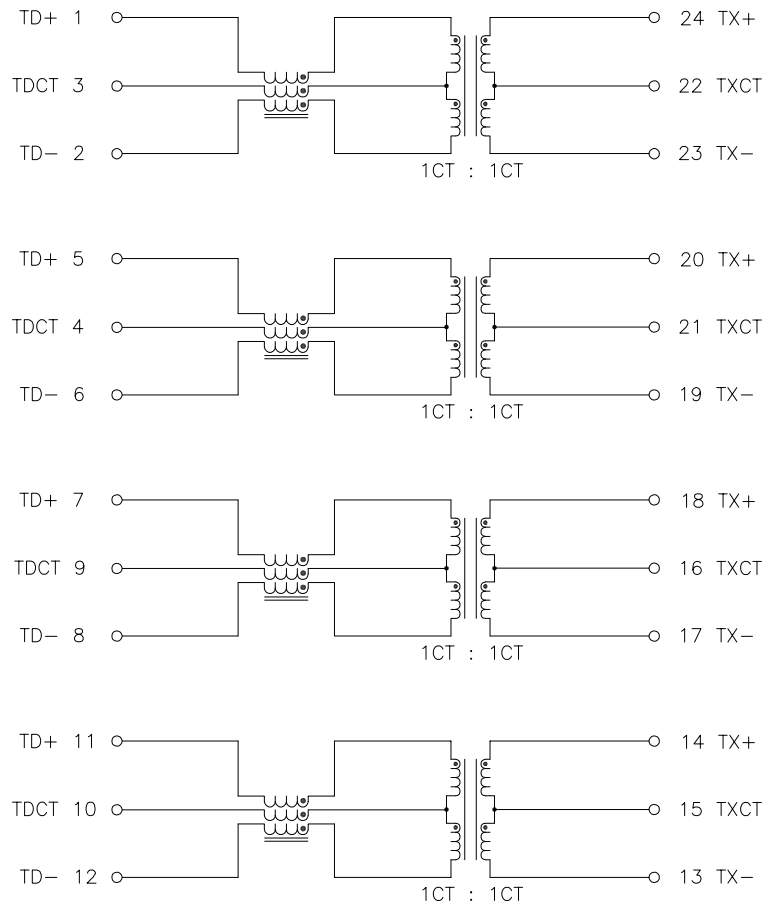 TD+ 1 24 TX+
TDCT 3 22 TXCT
TD− 2 23 TX−
1CT : 1CT
TD+ 5 20 TX+
TDCT 4 21 TXCT
TD− 6 19 TX−
1CT : 1CT
TD+ 7 18 TX+
TDCT 9 16 TXCT
TD− 8 17 TX−
1CT : 1CT
TD+ 11 14 TX+
TDCT 10 15 TXCT
TD− 12 13 TX−
1CT : 1CT